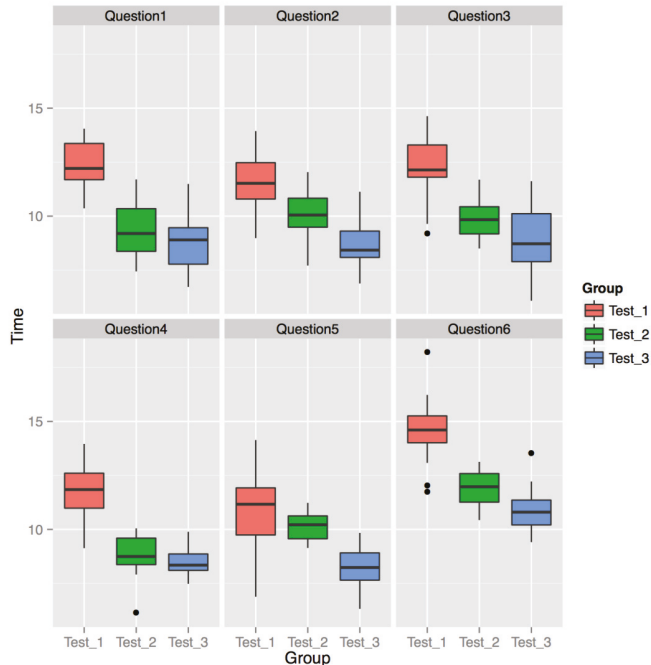 Question1 Question2 Question3
15
10
Time
Question4 Question5 Question6
15
10
Test_1 Test_2 Test_3 Test_1 Test_2 Test_3 Test_1 Test_2 Test_3
Group
Group
Test_1
Test_2
Test_3